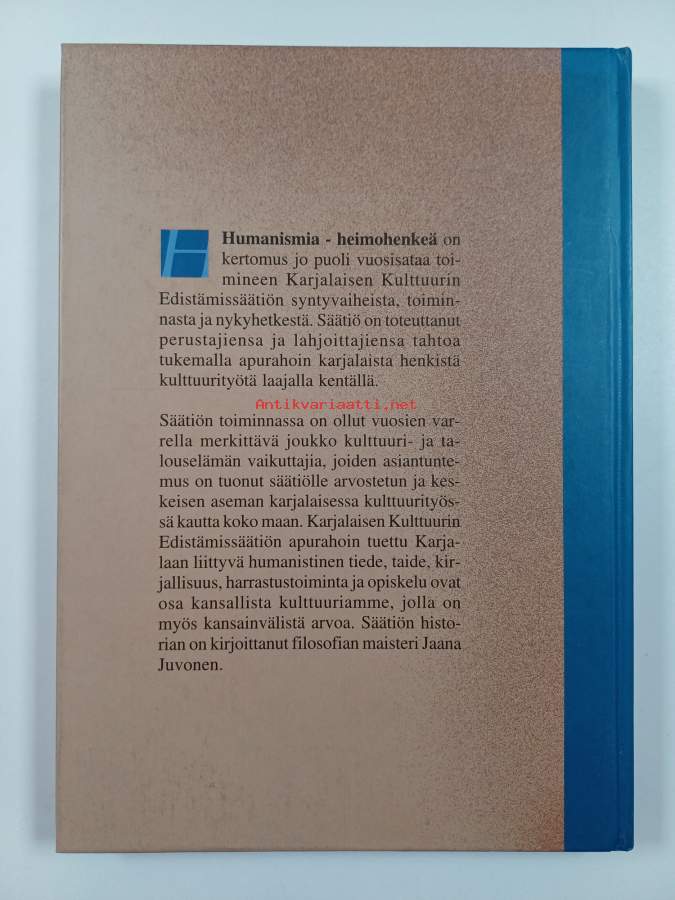 H
Humanismia - heimohenkeä on
kertomus jo puoli vuosisataa toi-
mineen Karjalaisen Kulttuurin
Edistämissäätiön syntyvaiheista, toimin-
nasta ja nykyhetkestä. Säätiö on toteuttanut
perustajiensa ja lahjoittajiensa tahtoa
tukemalla apurahoin karjalaista henkistä
kulttuurityötä laajalla kentällä.
Antikvariaatti.net
Säätiön toiminnassa on ollut vuosien var-
rella merkittävä joukko kulttuuri- ja ta-
louselämän vaikuttajia, joiden asiantunte-
mus on tuonut säätiölle arvostetun ja kes-
keisen aseman karjalaisessa kulttuurityös-
sä kautta koko maan. Karjalaisen Kulttuurin
Edistämissäätiön apurahoin tuettu Karja-
laan liittyvä humanistinen tiede, taide, kir-
jallisuus, harrastustoiminta ja opiskelu ovat
osa kansallista kulttuuriamme, jolla on
myös kansainvälistä arvoa. Säätiön histo-
rian on kirjoittanut filosofian maisteri Jaana
Juvonen.